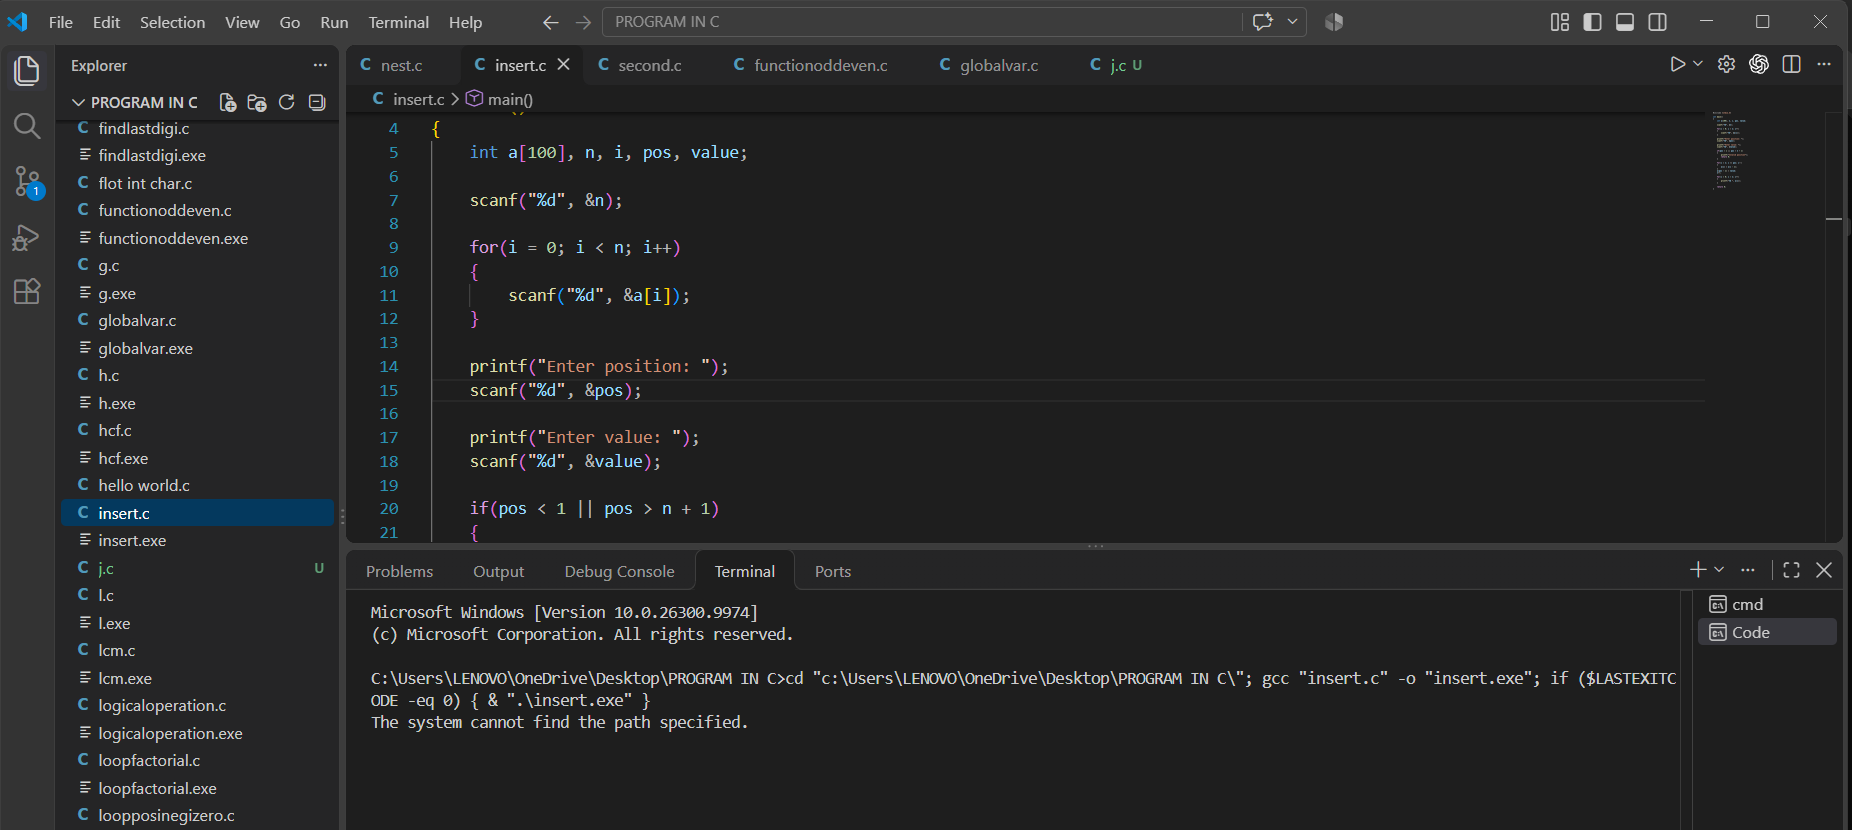 File Edit Selection View Go Run Terminal Help
PROGRAM IN C
Explorer
PROGRAM IN C
findlastdigi.c
findlastdigi.exe
flot int char.c
functionoddeven.c
functionoddeven.exe
g.c
g.exe
globalvar.c
globalvar.exe
h.c
h.exe
hcf.c
hcf.exe
hello world.c
insert.c
insert.exe
j.c U
l.c
l.exe
lcm.c
lcm.exe
logicaloperation.c
logicaloperation.exe
loopfactorial.c
loopfactorial.exe
loopposinegizero.c
1
C nest.c C insert.c C second.c C functionoddeven.c C globalvar.c C j.c U
C insert.c > main()
4 {
5 int a[100], n, i, pos, value;
6
7 scanf("%d", &n);
8
9 for(i = 0; i < n; i++)
10 {
11 scanf("%d", &a[i]);
12 }
13
14 printf("Enter position: ");
15 scanf("%d", &pos);
16
17 printf("Enter value: ");
18 scanf("%d", &value);
19
20 if(pos < 1 || pos > n + 1)
21 {
Problems Output Debug Console Terminal Ports
Microsoft Windows [Version 10.0.26300.9974]
(c) Microsoft Corporation. All rights reserved.
C:\Users\LENOVO\OneDrive\Desktop\PROGRAM IN C>cd "c:\Users\LENOVO\OneDrive\Desktop\PROGRAM IN C\"; gcc "insert.c" -o "insert.exe"; if ($LASTEXITC
ODE -eq 0) { & ".\insert.exe" }
The system cannot find the path specified.
cmd
Code